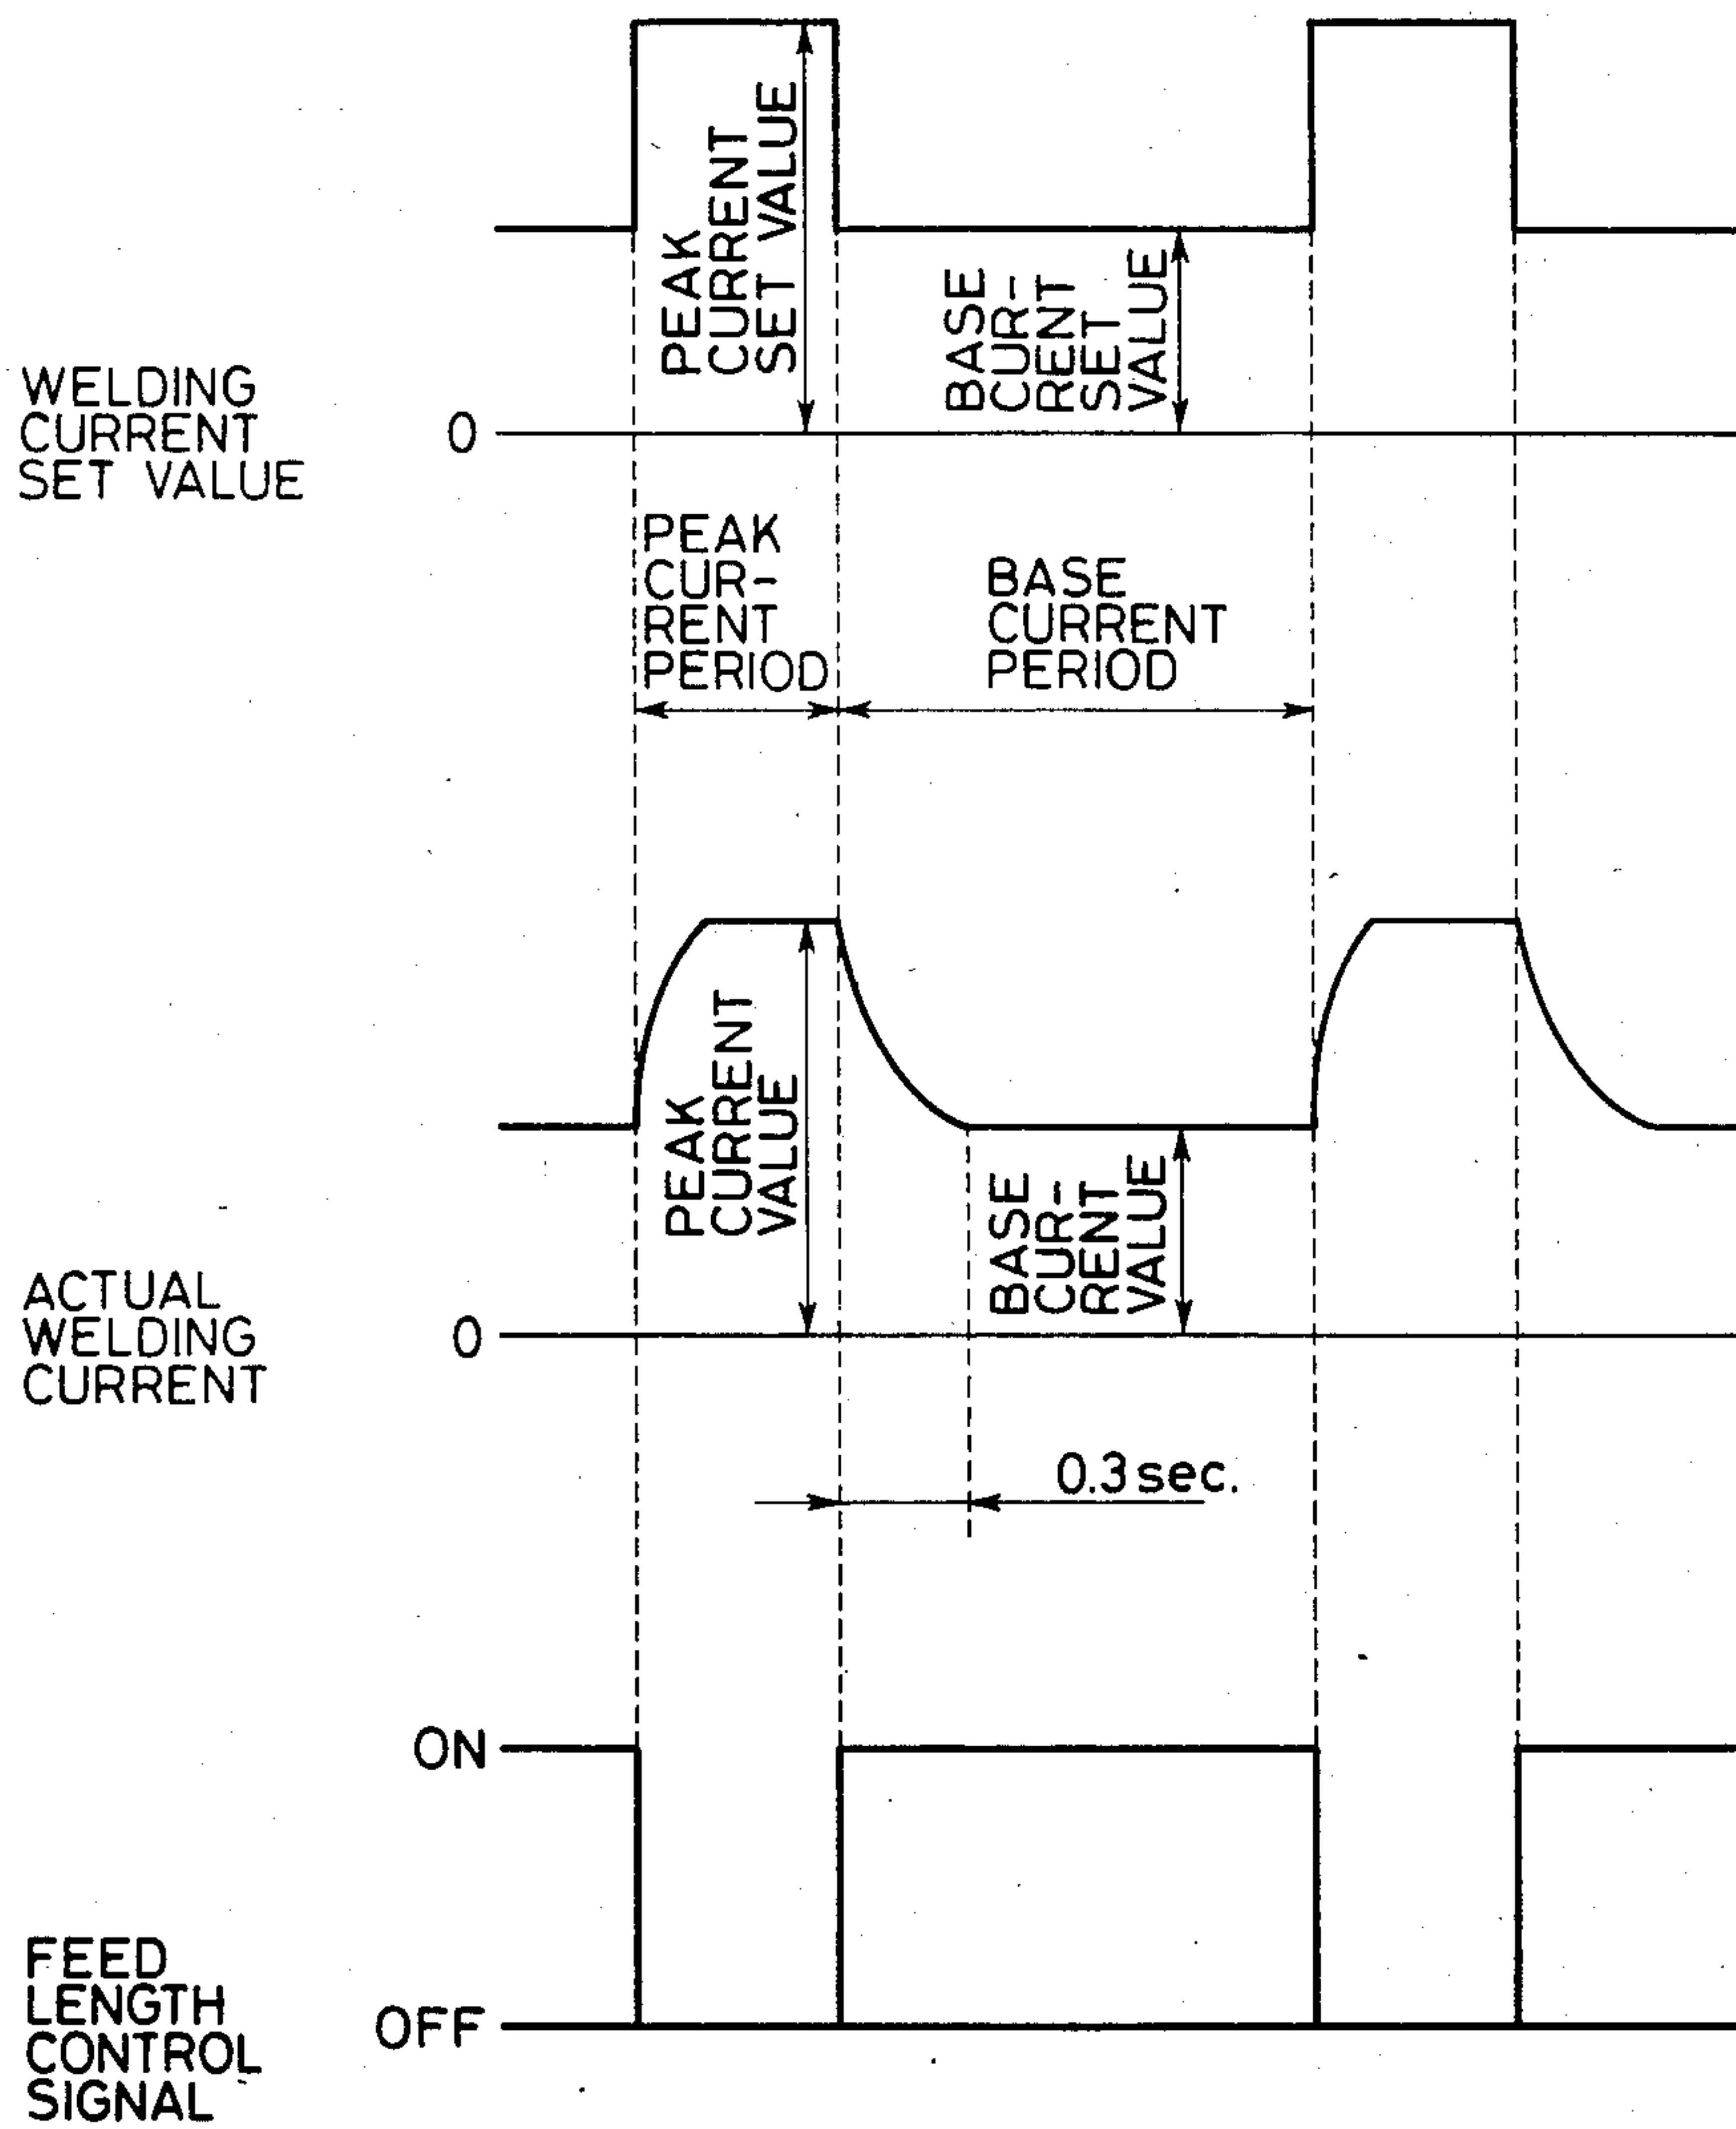 PEAK
CURRENT
SET VALUE
BASE
CUR-
RENT
SET
VALUE
WELDING
CURRENT
SET VALUE
0
PEAK
CUR-
RENT
PERIOD
BASE
CURRENT
PERIOD
PEAK
CURRENT
VALUE
BASE
CUR-
RENT
VALUE
ACTUAL
WELDING
CURRENT
0
0.3 sec.
ON
FEED
LENGTH
CONTROL
SIGNAL
OFF